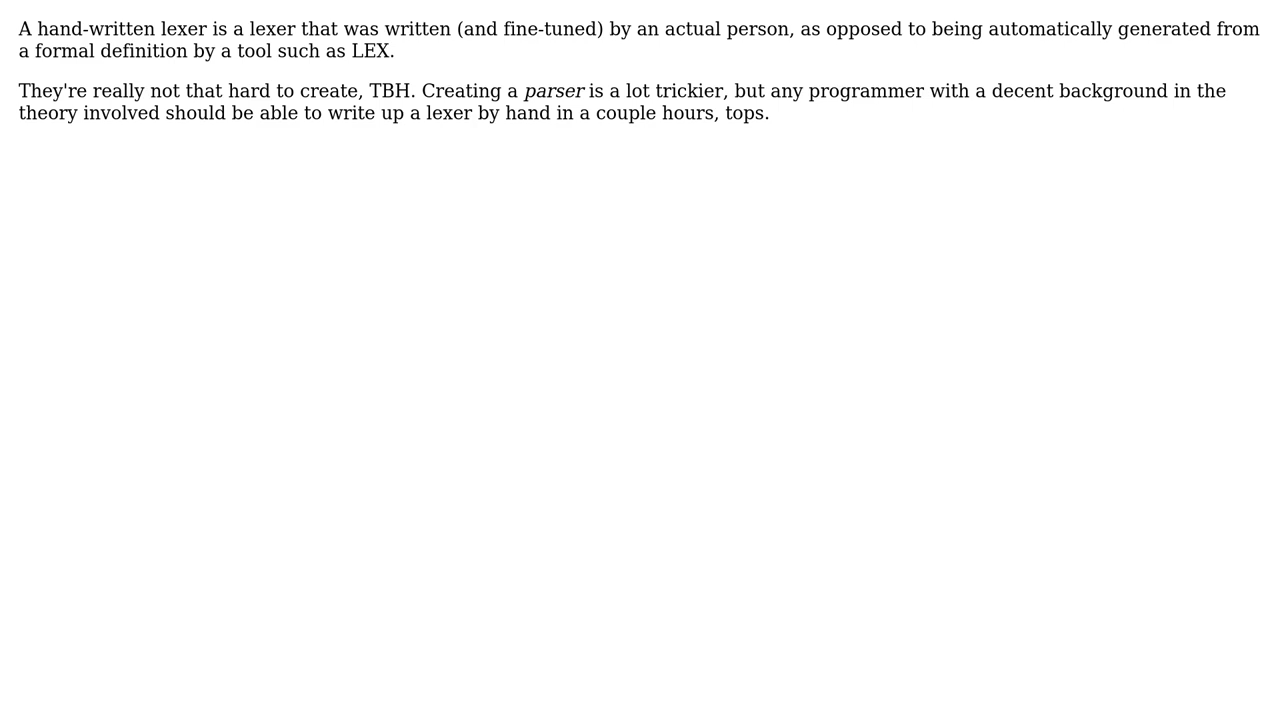 A hand-written lexer is a lexer that was written (and fine-tuned) by an actual person, as opposed to being automatically generated from
a formal definition by a tool such as LEX.
They're really not that hard to create, TBH. Creating a parser is a lot trickier, but any programmer with a decent background in the
theory involved should be able to write up a lexer by hand in a couple hours, tops.